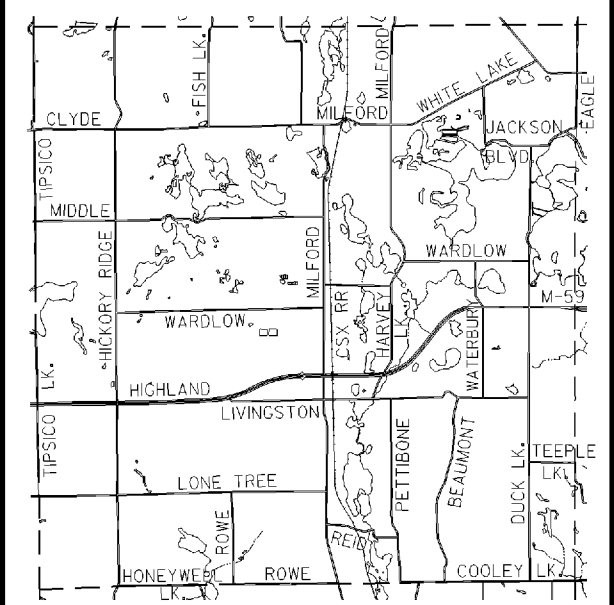 FISH LK.
MILFORD
WHITE LAKE
EAGLE
CLYDE
MILFORD
JACKSON
BLVD.
TIPSICO
MIDDLE
HICKORY RIDGE
MILFORD
WARDLOW
M-59
WARDLOW
CSX RR
HARVEY
LK.
WATERBURY
LK.
HIGHLAND
LIVINGSTON
TIPSICO
PETTIBONE
BEAUMONT
DUCK LK.
TEEPLE
LK.
LONE TREE
ROWE
REID
HONEYWELL
ROWE
COOLEY
LK.
LK.